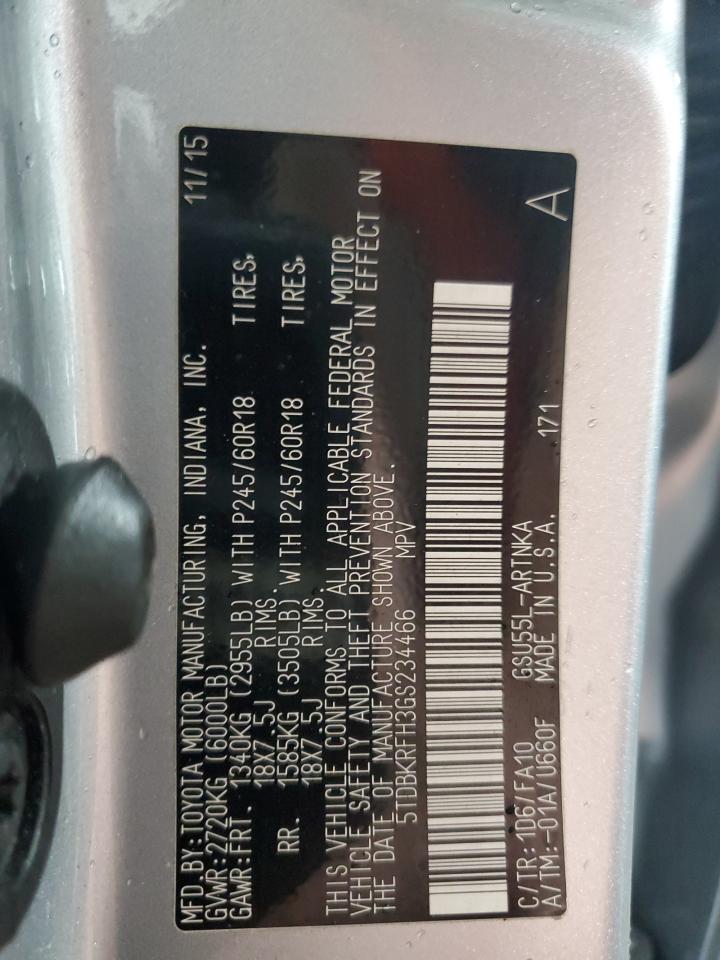 MFD.BY:TOYOTA MOTOR MANUFACTURING, INDIANA, INC. 11/15
GVWR:2720KG (6000LB)
GAWR:FRT. 1340KG (2955LB) WITH P245/60R18 TIRES,
18X7.5J RIMS.
RR. 1585KG (3505LB) WITH P245/60R18 TIRES,
18X7.5J RIMS.
THIS VEHICLE CONFORMS TO ALL APPLICABLE FEDERAL MOTOR
VEHICLE SAFETY AND THEFT PREVENTION STANDARDS IN EFFECT ON
THE DATE OF MANUFACTURE SHOWN ABOVE.
5TDBKRFH3GS234466 MPV
C/TR:1D6/FA10 GSU55L-ARTNKA 171
A/TM:-01A/U660F MADE IN U.S.A. A